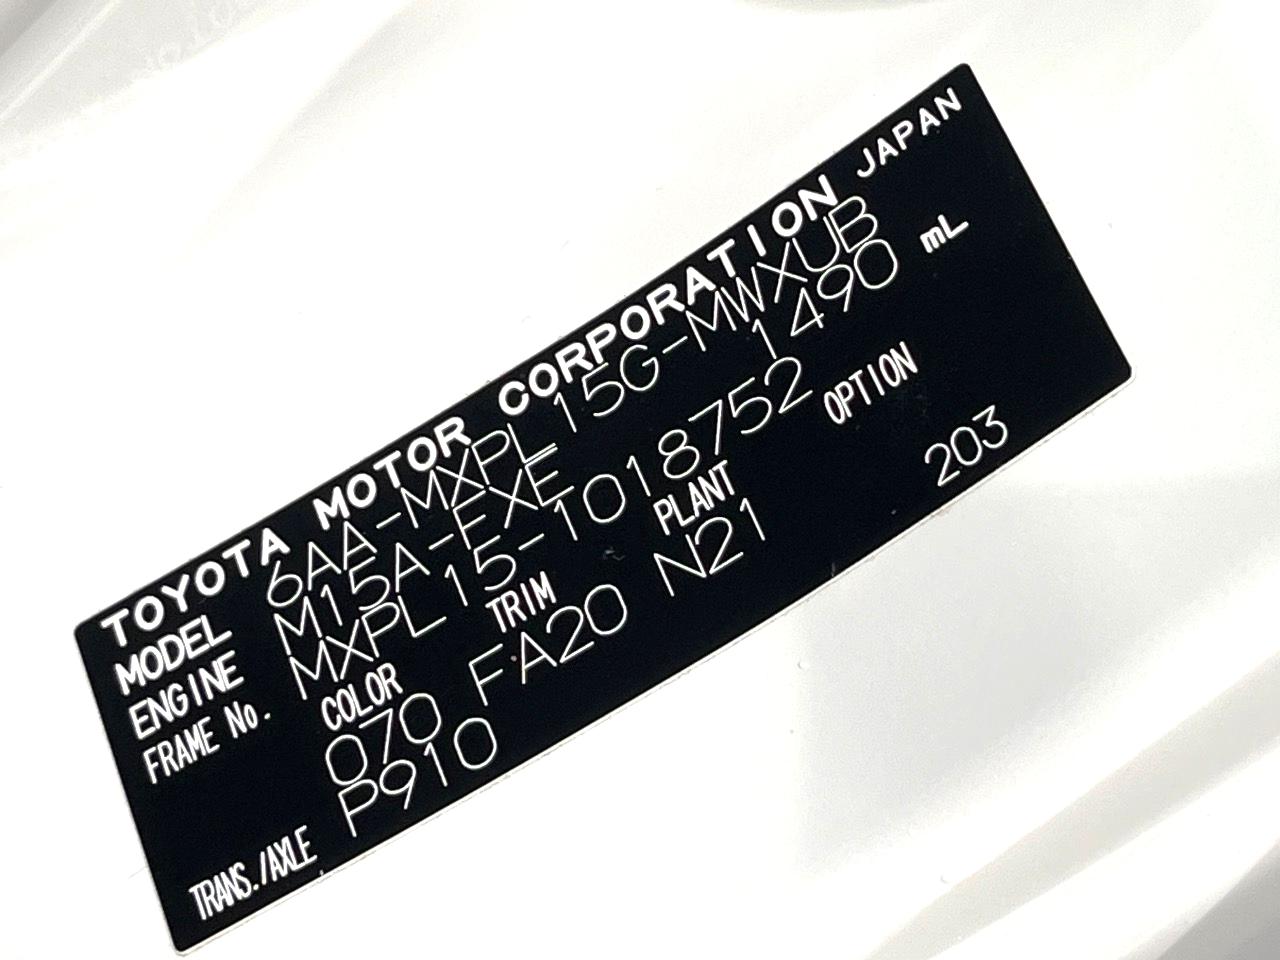 TOYOTA MOTOR CORPORATION JAPAN
MODEL 6AA-MXPL15G-MWXUB
ENGINE M15A-FXE 1490 mL
FRAME No. MXPL15-1018752
COLOR TRIM PLANT OPTION
070 FA20 N21 203
TRANS./AXLE P910